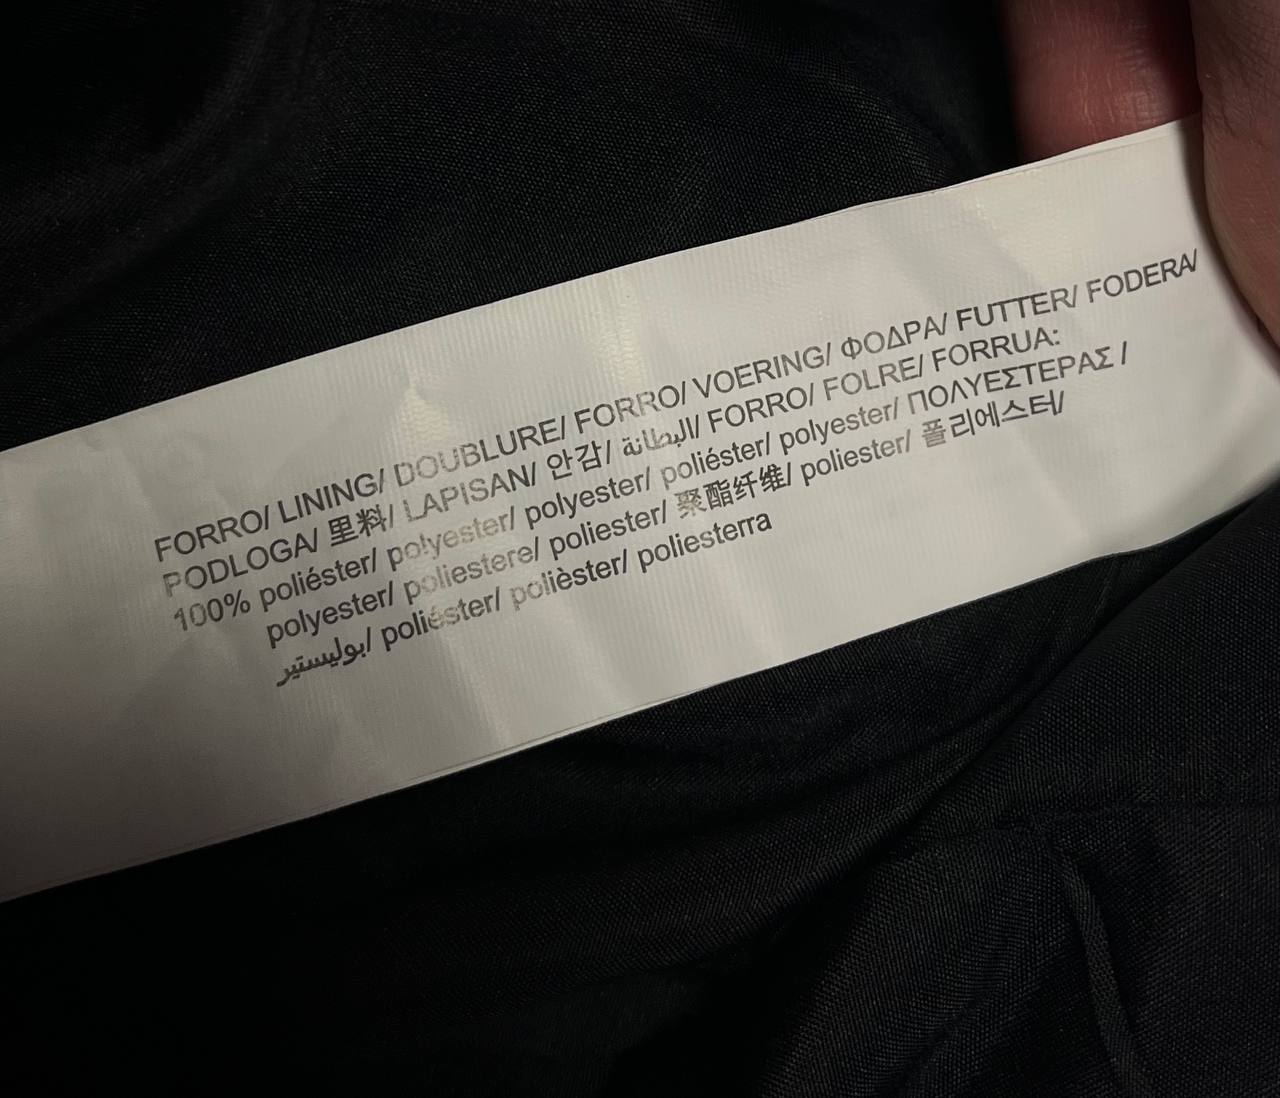 FORRO/ LINING/ DOUBLURE/ FORRO/ VOERING/ ΦΟΔΡΑ/ FUTTER/ FODERA/
PODLOGA/ 里料/ LAPISAN/ 안감/ البطانة/ FORRO/ FOLRE/ FORRUA:
100% poliéster/ polyester/ polyester/ poliéster/ polyester/ ΠΟΛΥΕΣΤΕΡΑΣ /
polyester/ poliestere/ poliester/ 聚酯纤维/ poliester/ 폴리에스터/
بوليستير/ poliéster/ polièster/ poliesterra